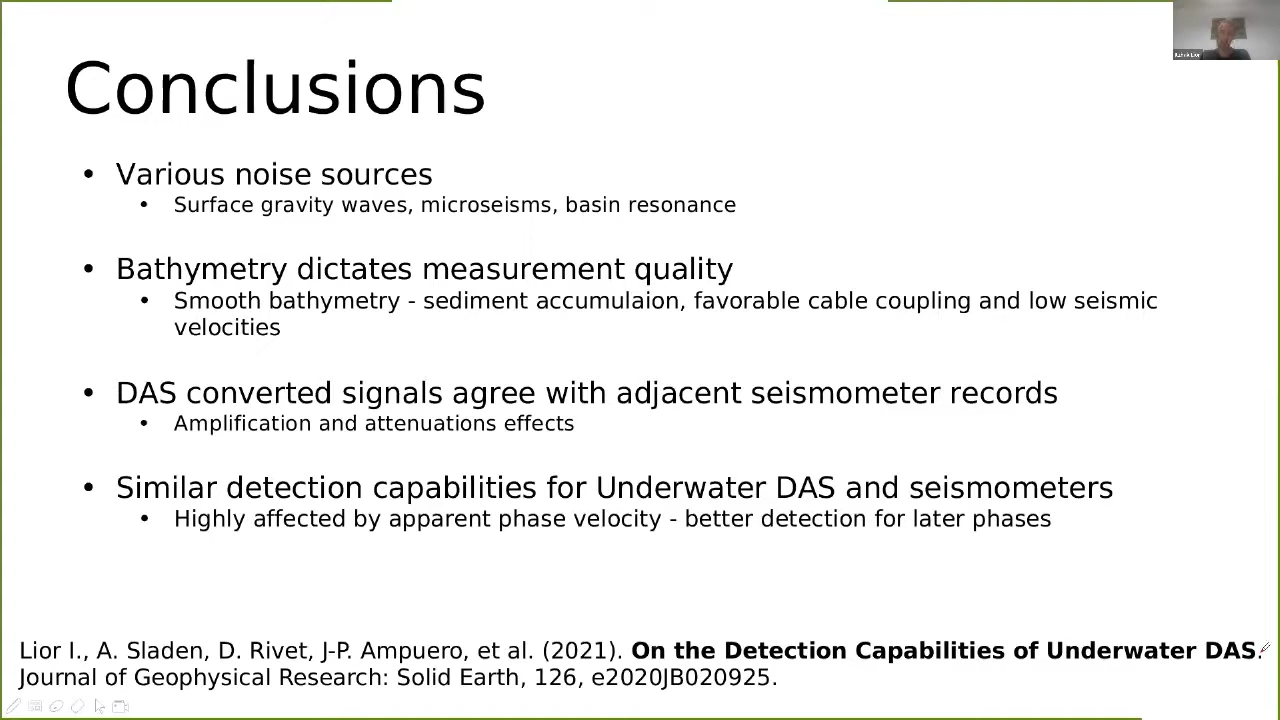 Itzhak Lior
Conclusions
• Various noise sources
• Surface gravity waves, microseisms, basin resonance
• Bathymetry dictates measurement quality
• Smooth bathymetry - sediment accumulaion, favorable cable coupling and low seismic
velocities
• DAS converted signals agree with adjacent seismometer records
• Amplification and attenuations effects
• Similar detection capabilities for Underwater DAS and seismometers
• Highly affected by apparent phase velocity - better detection for later phases
Lior I., A. Sladen, D. Rivet, J-P. Ampuero, et al. (2021). On the Detection Capabilities of Underwater DAS.
Journal of Geophysical Research: Solid Earth, 126, e2020JB020925.